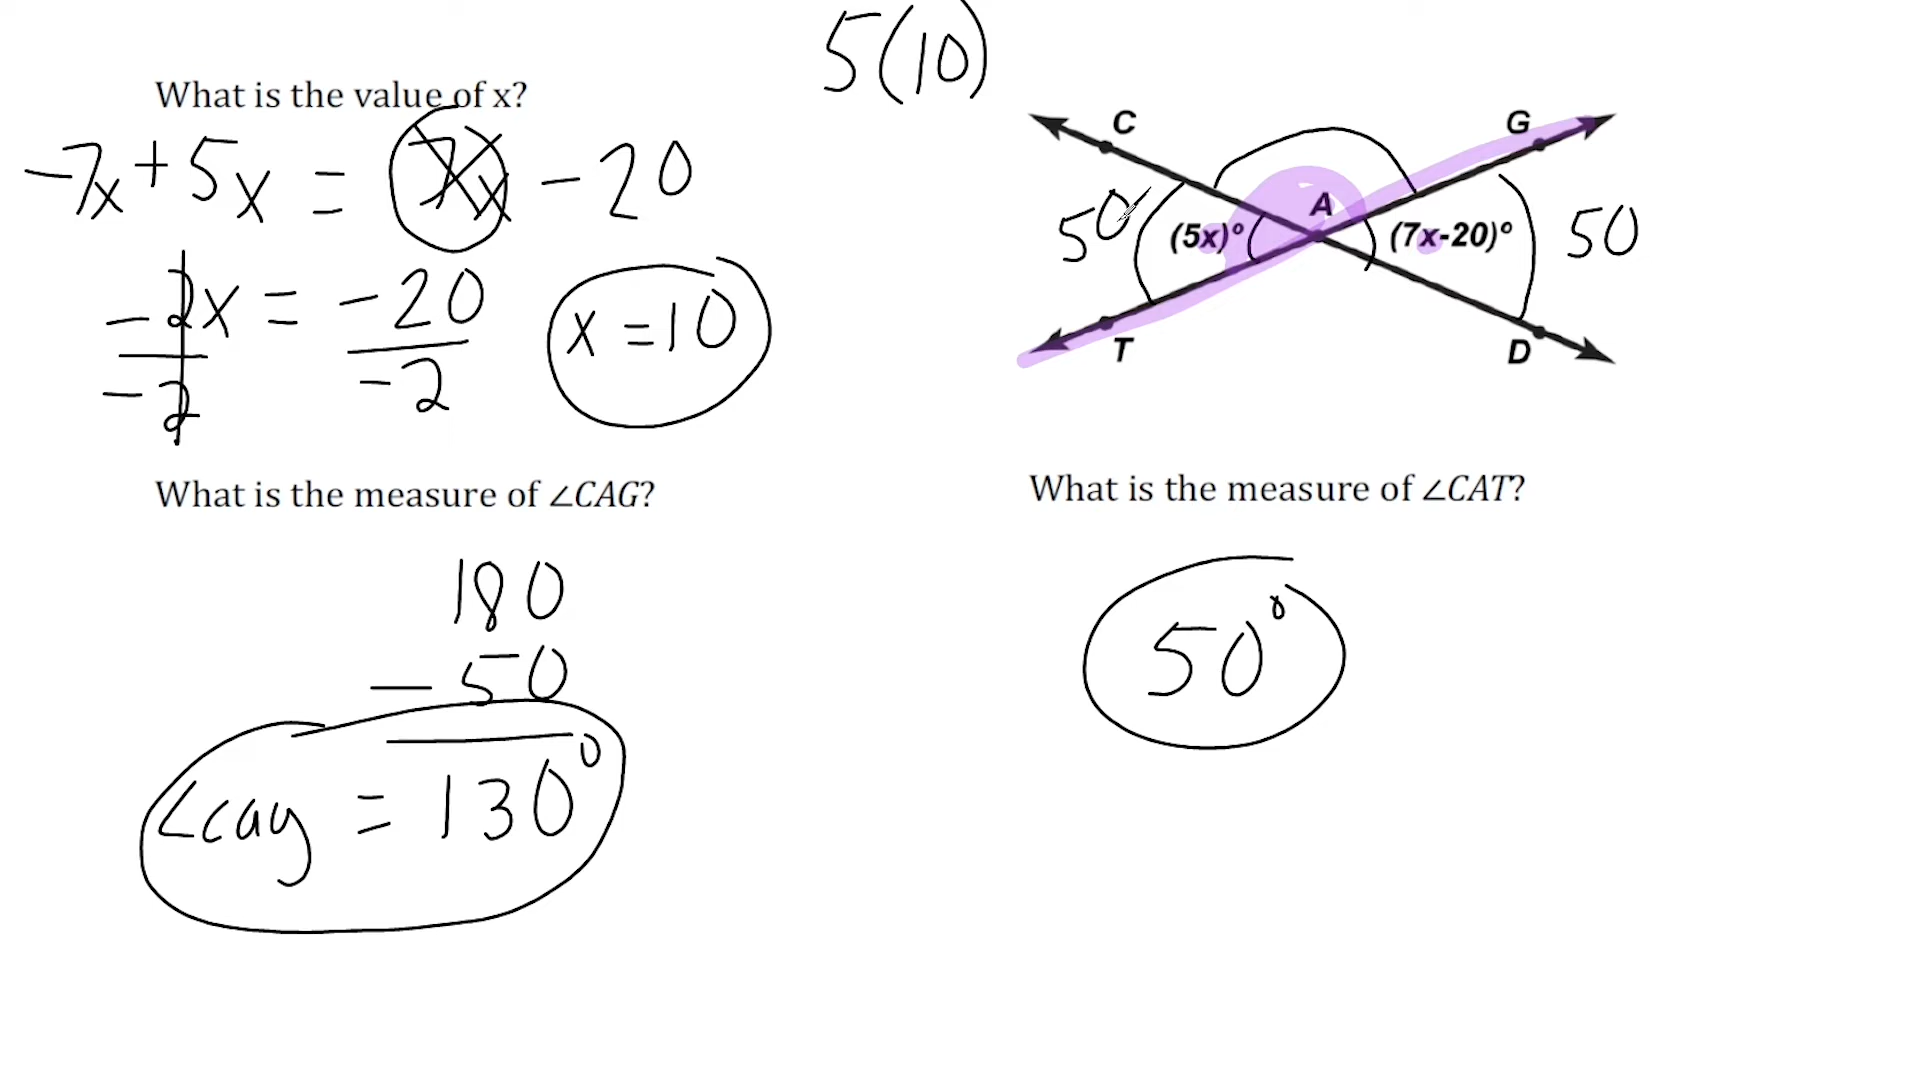 5(10)
What is the value of x?
-7x + 5x = 7x - 20
-2x = -20
-2 -2
x = 10
C
G
A
50
(5x)°
(7x-20)°
50
T
D
What is the measure of ∠CAG?
180
- 50
∠cag = 130°
What is the measure of ∠CAT?
50°